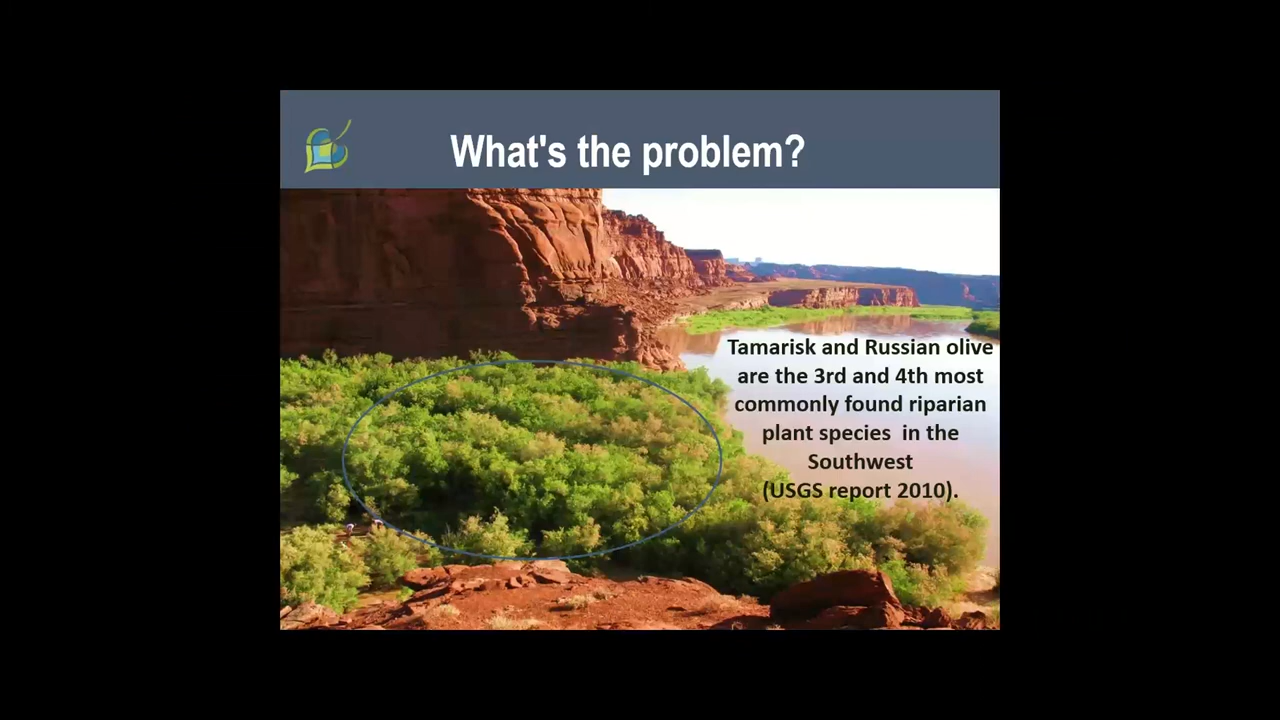 What's the problem?
Tamarisk and Russian olive
are the 3rd and 4th most
commonly found riparian
plant species  in the
Southwest
(USGS report 2010).